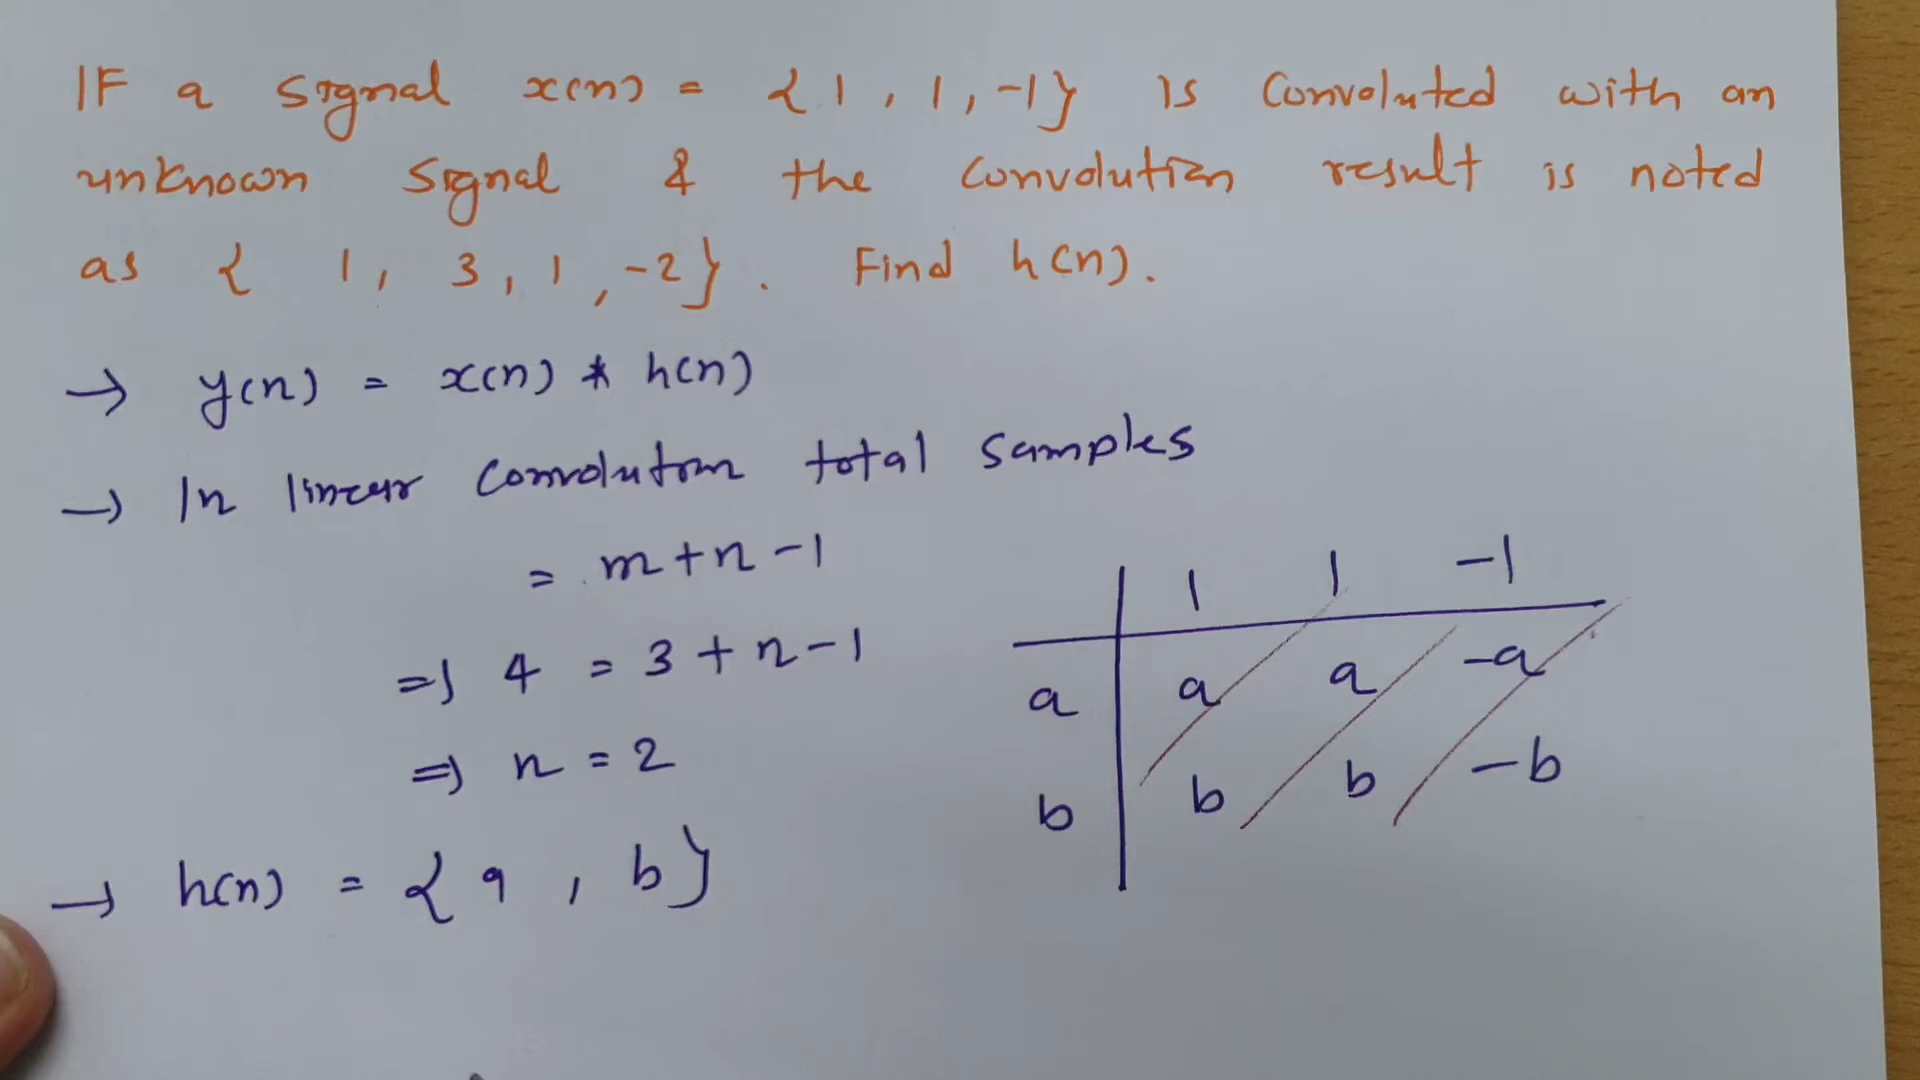 IF a signal x(n) = {1, 1, -1} is convoluted with an
unknown signal & the convolution result is noted
as { 1, 3, 1, -2}. Find h(n).
→ y(n) = x(n) * h(n)
→ In linear convolution total samples
= m+n-1
⇒ 4 = 3+n-1
⇒ n = 2
→ h(n) = {a, b}
1 1 -1
a a a -a
b b b -b